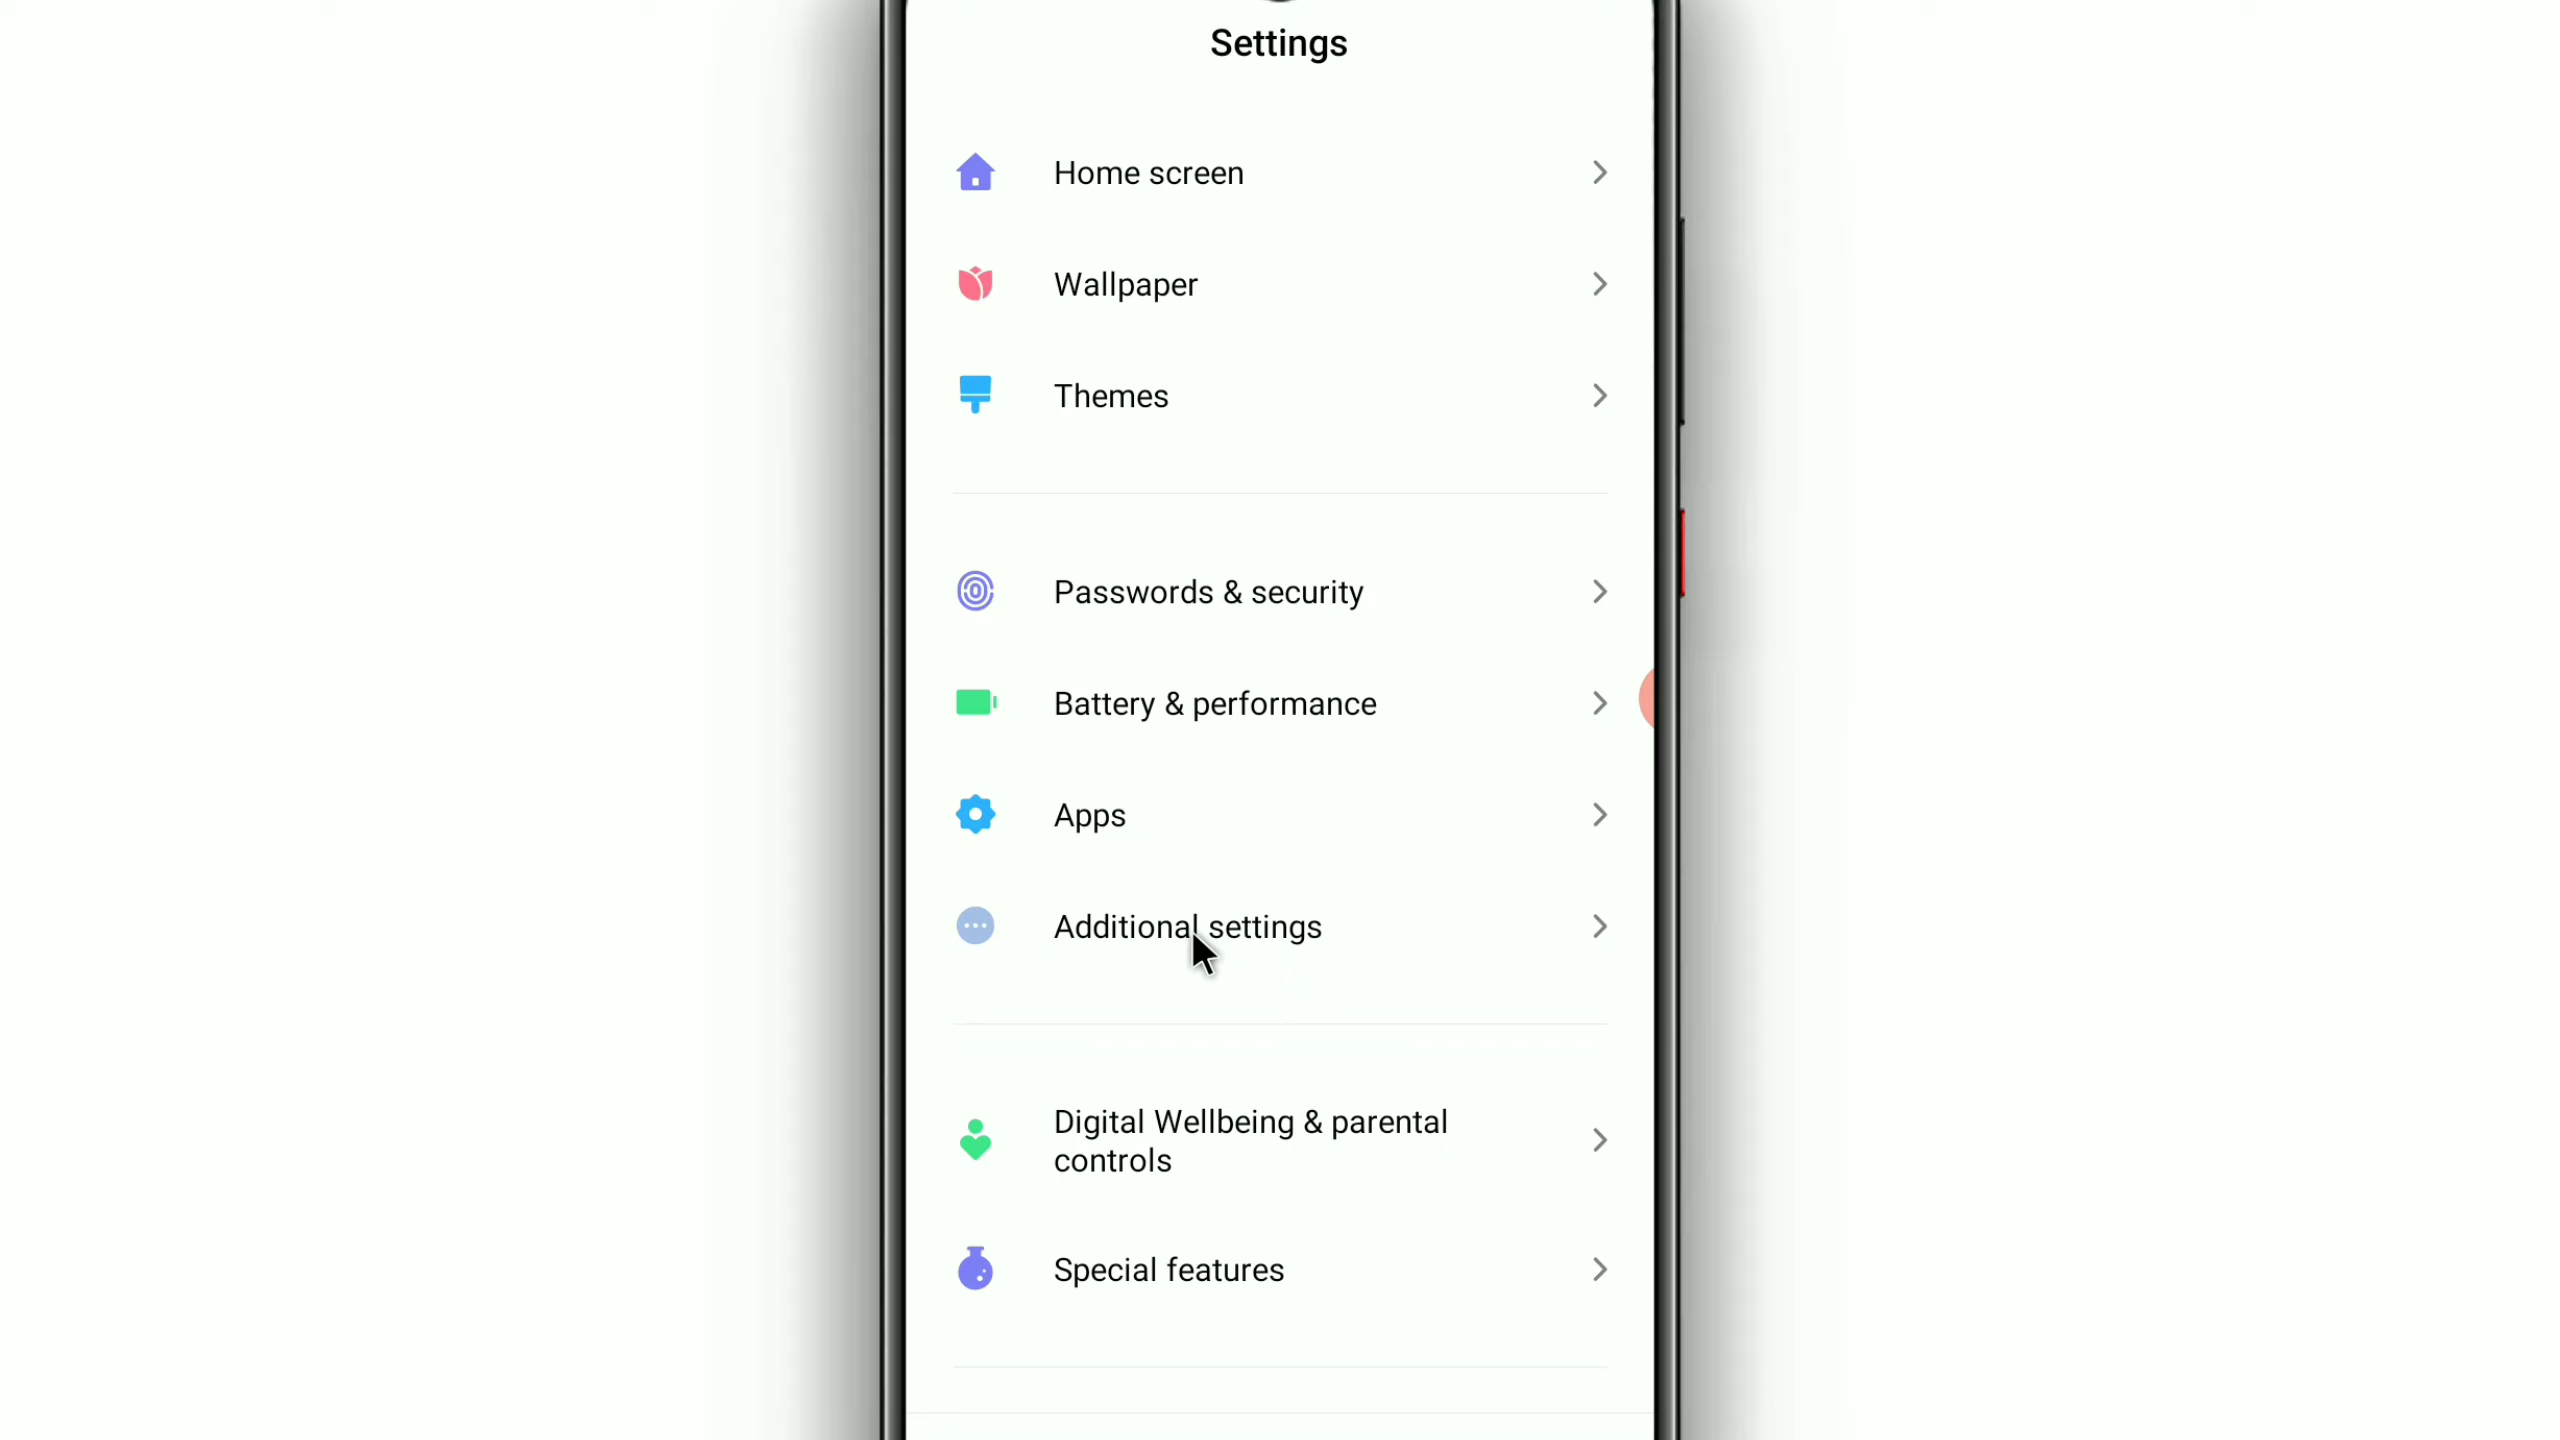 Settings
Home screen
Wallpaper
Themes
Passwords & security
Battery & performance
Apps
Additional settings
Digital Wellbeing & parental
controls
Special features